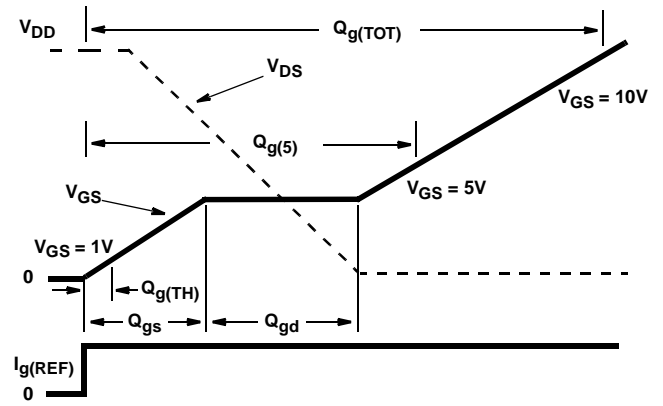 V_DD
Q_g(TOT)
V_DS
V_GS = 10V
Q_g(5)
V_GS
V_GS = 5V
V_GS = 1V
0
Q_g(TH)
Q_gs
Q_gd
I_g(REF)
0